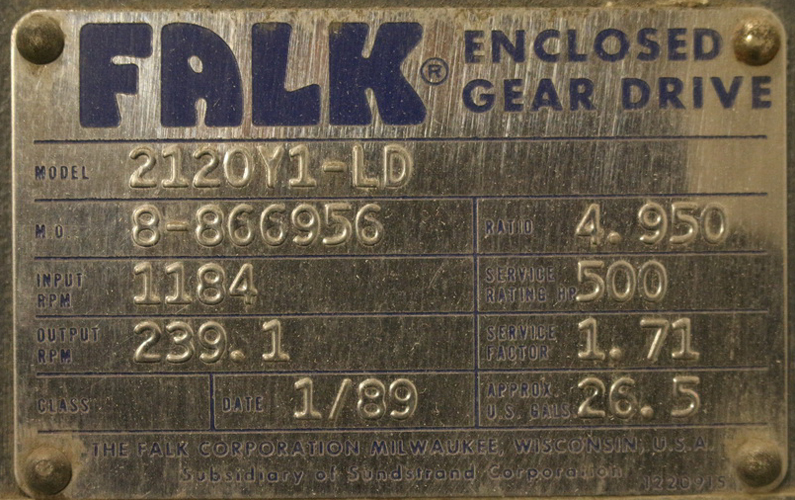 FALK® ENCLOSED
GEAR DRIVE
MODEL 2120Y1-LD
M O 8-866956 RATIO 4.950
INPUT RPM 1184 SERVICE RATING HP 500
OUTPUT RPM 239.1 SERVICE FACTOR 1.71
CLASS DATE 1/89 APPROX. U.S. GALS 26.5
THE FALK CORPORATION MILWAUKEE, WISCONSIN, U.S.A.
Subsidiary of Sundstrand Corporation
1220915